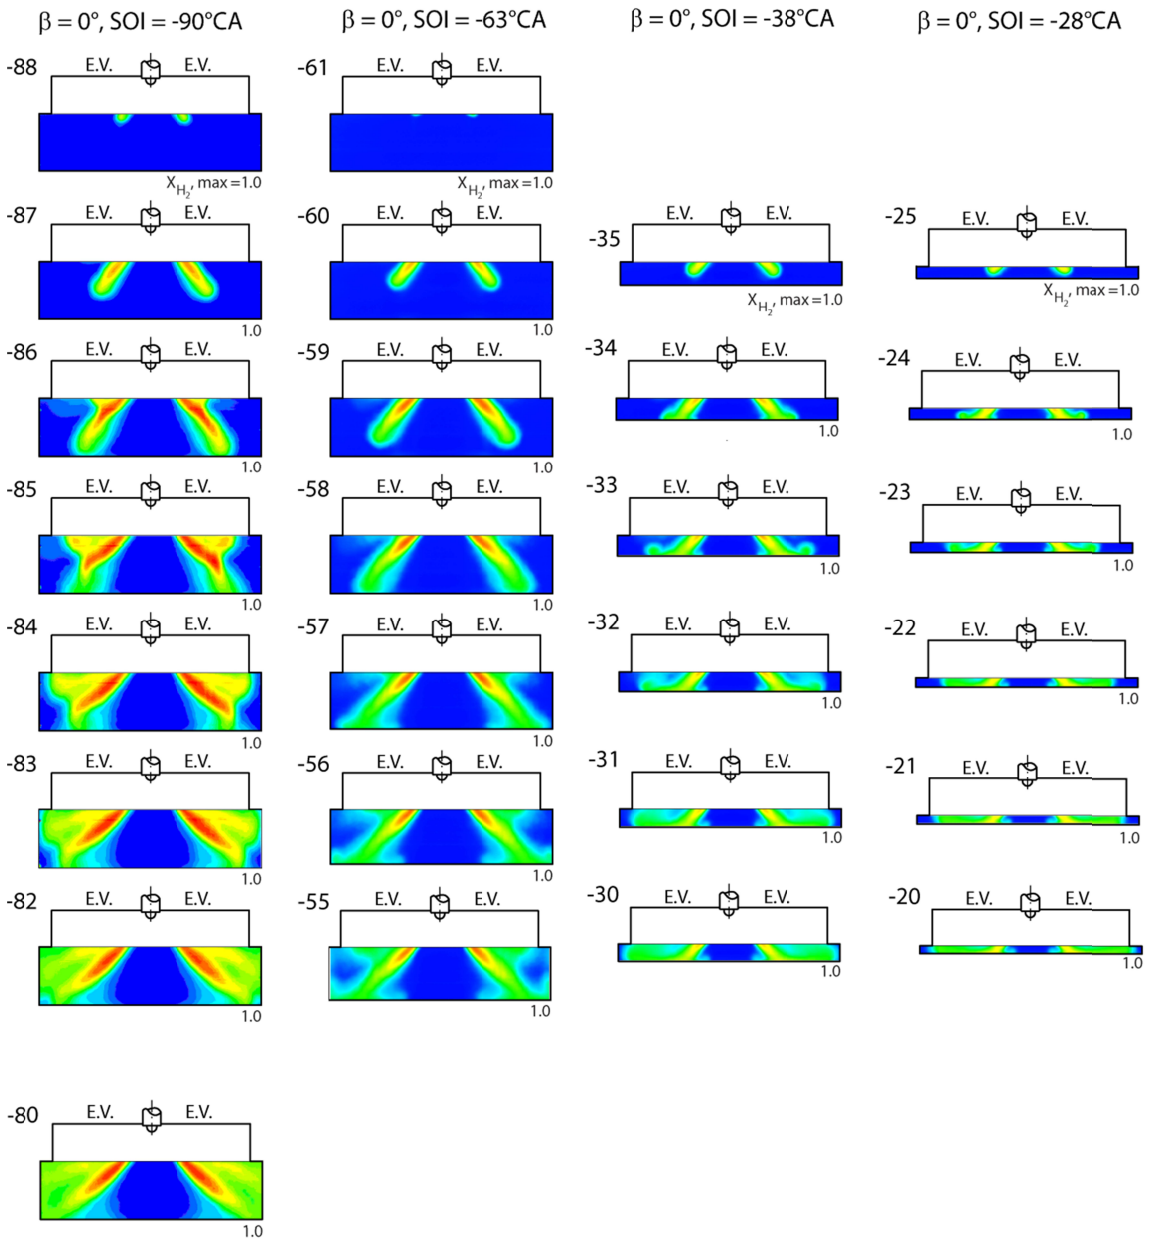 β = 0°, SOI = -90°CA
β = 0°, SOI = -63°CA
β = 0°, SOI = -38°CA
β = 0°, SOI = -28°CA
-88 E.V. E.V.
X H2, max =1.0
-61 E.V. E.V.
X H2, max =1.0
-87 E.V. E.V.
1.0
-60 E.V. E.V.
1.0
-35 E.V. E.V.
X H2, max =1.0
-25 E.V. E.V.
X H2, max =1.0
-86 E.V. E.V.
1.0
-59 E.V. E.V.
1.0
-34 E.V. E.V.
1.0
-24 E.V. E.V.
1.0
-85 E.V. E.V.
1.0
-58 E.V. E.V.
1.0
-33 E.V. E.V.
1.0
-23 E.V. E.V.
1.0
-84 E.V. E.V.
1.0
-57 E.V. E.V.
1.0
-32 E.V. E.V.
1.0
-22 E.V. E.V.
1.0
-83 E.V. E.V.
1.0
-56 E.V. E.V.
1.0
-31 E.V. E.V.
1.0
-21 E.V. E.V.
1.0
-82 E.V. E.V.
1.0
-55 E.V. E.V.
1.0
-30 E.V. E.V.
1.0
-20 E.V. E.V.
1.0
-80 E.V. E.V.
1.0